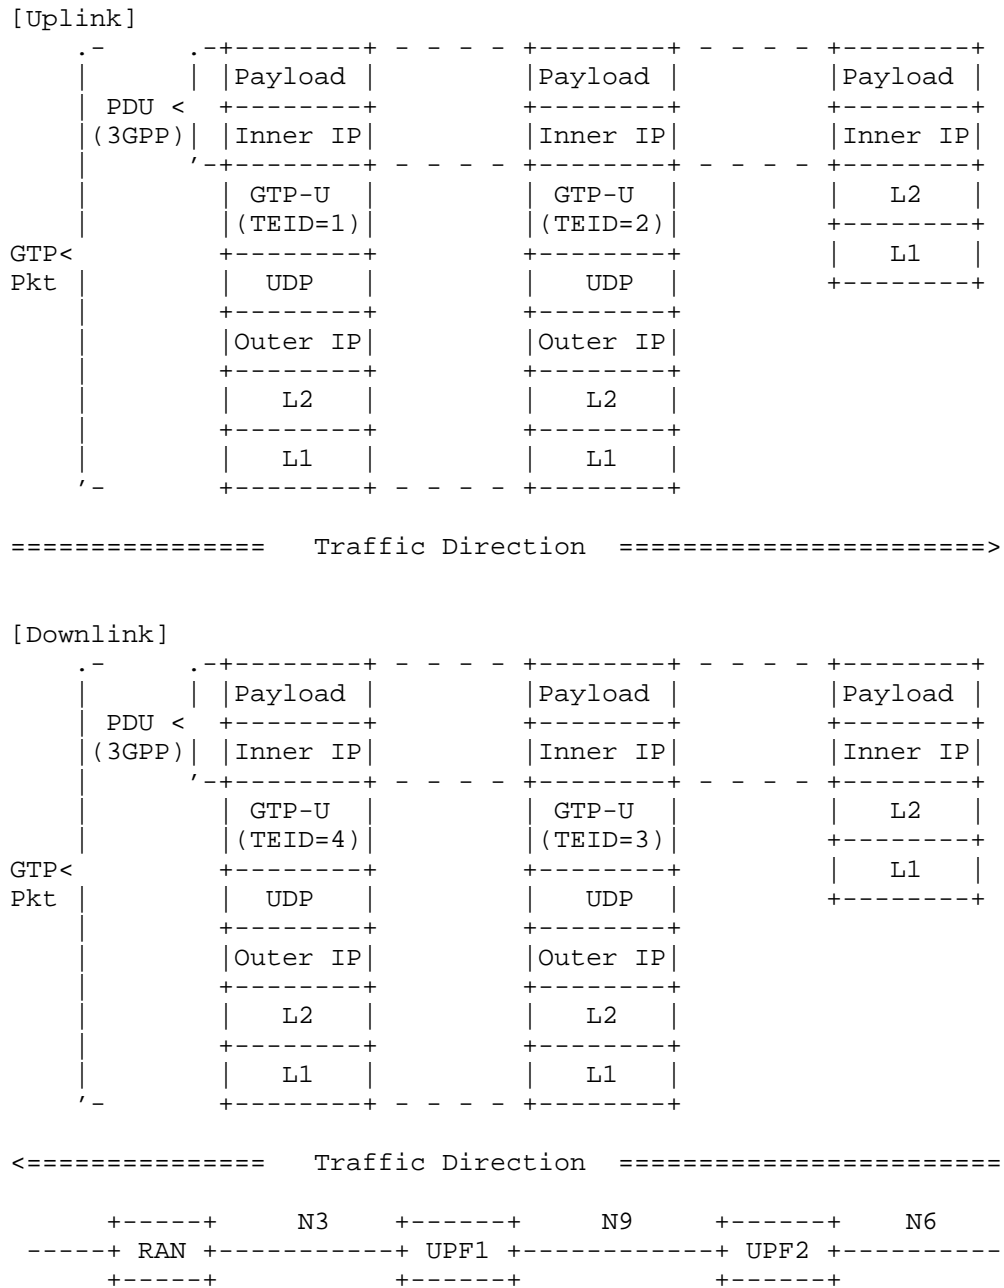 [Uplink]
.- .-+--------+ - - - - +--------+ - - - - +--------+
| | |Payload | |Payload | |Payload |
| PDU < +--------+ +--------+ +--------+
|(3GPP)| |Inner IP| |Inner IP| |Inner IP|
| ’-+--------+ - - - - +--------+ - - - - +--------+
| | GTP-U | | GTP-U | | L2 |
| |(TEID=1)| |(TEID=2)| +--------+
GTP< +--------+ +--------+ | L1 |
Pkt | | UDP | | UDP | +--------+
| +--------+ +--------+
| |Outer IP| |Outer IP|
| +--------+ +--------+
| | L2 | | L2 |
| +--------+ +--------+
| | L1 | | L1 |
’- +--------+ - - - - +--------+
================ Traffic Direction =======================>
[Downlink]
.- .-+--------+ - - - - +--------+ - - - - +--------+
| | |Payload | |Payload | |Payload |
| PDU < +--------+ +--------+ +--------+
|(3GPP)| |Inner IP| |Inner IP| |Inner IP|
| ’-+--------+ - - - - +--------+ - - - - +--------+
| | GTP-U | | GTP-U | | L2 |
| |(TEID=4)| |(TEID=3)| +--------+
GTP< +--------+ +--------+ | L1 |
Pkt | | UDP | | UDP | +--------+
| +--------+ +--------+
| |Outer IP| |Outer IP|
| +--------+ +--------+
| | L2 | | L2 |
| +--------+ +--------+
| | L1 | | L1 |
’- +--------+ - - - - +--------+
<=============== Traffic Direction ========================
+-----+ N3 +------+ N9 +------+ N6
-----+ RAN +-----------+ UPF1 +------------+ UPF2 +----------
+-----+ +------+ +------+